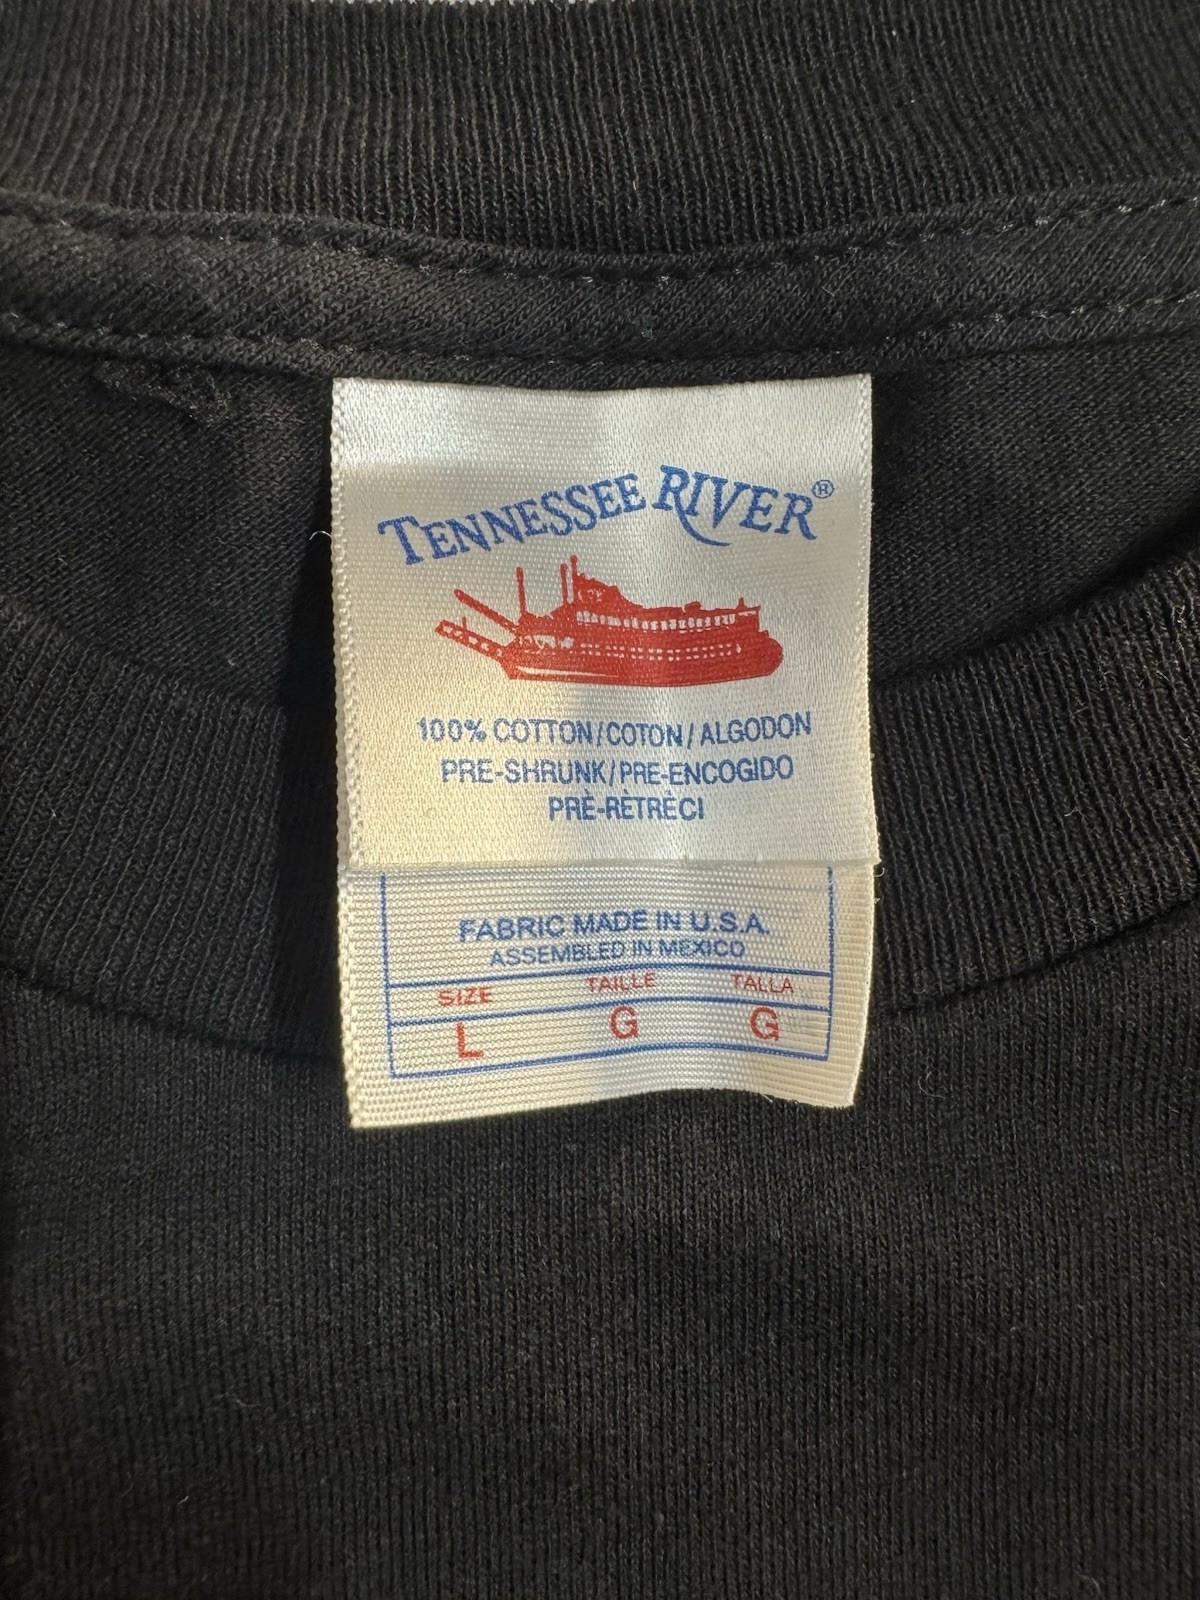 TENNESSEE RIVER®
100% COTTON/COTON/ALGODON
PRE-SHRUNK/PRE-ENCOGIDO
PRÈ-RÈTRÈCI
FABRIC MADE IN U.S.A.
ASSEMBLED IN MEXICO
SIZE TAILLE TALLA
L G G